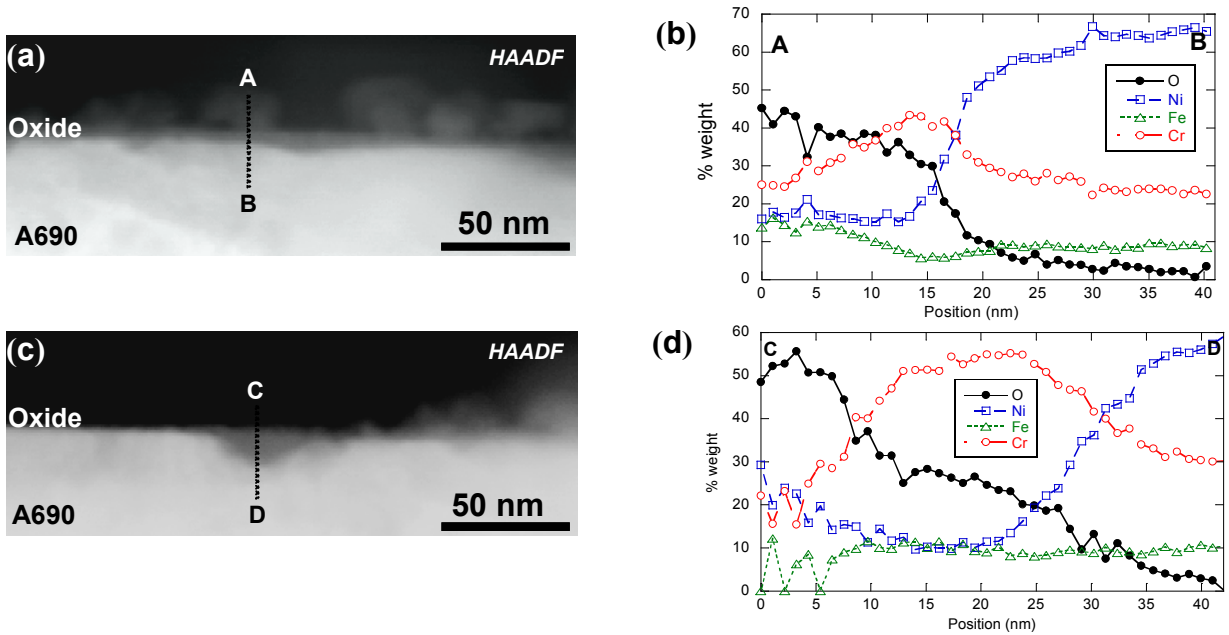 (a)
HAADF
A
Oxide
B
A690
50 nm
(b)
70
60
50
40
30
20
10
0
% weight
A
B
O
Ni
Fe
Cr
0 5 10 15 20 25 30 35 40
Position (nm)
(c)
HAADF
C
Oxide
D
A690
50 nm
(d)
60
50
40
30
20
10
0
% weight
C
D
O
Ni
Fe
Cr
0 5 10 15 20 25 30 35 40
Position (nm)